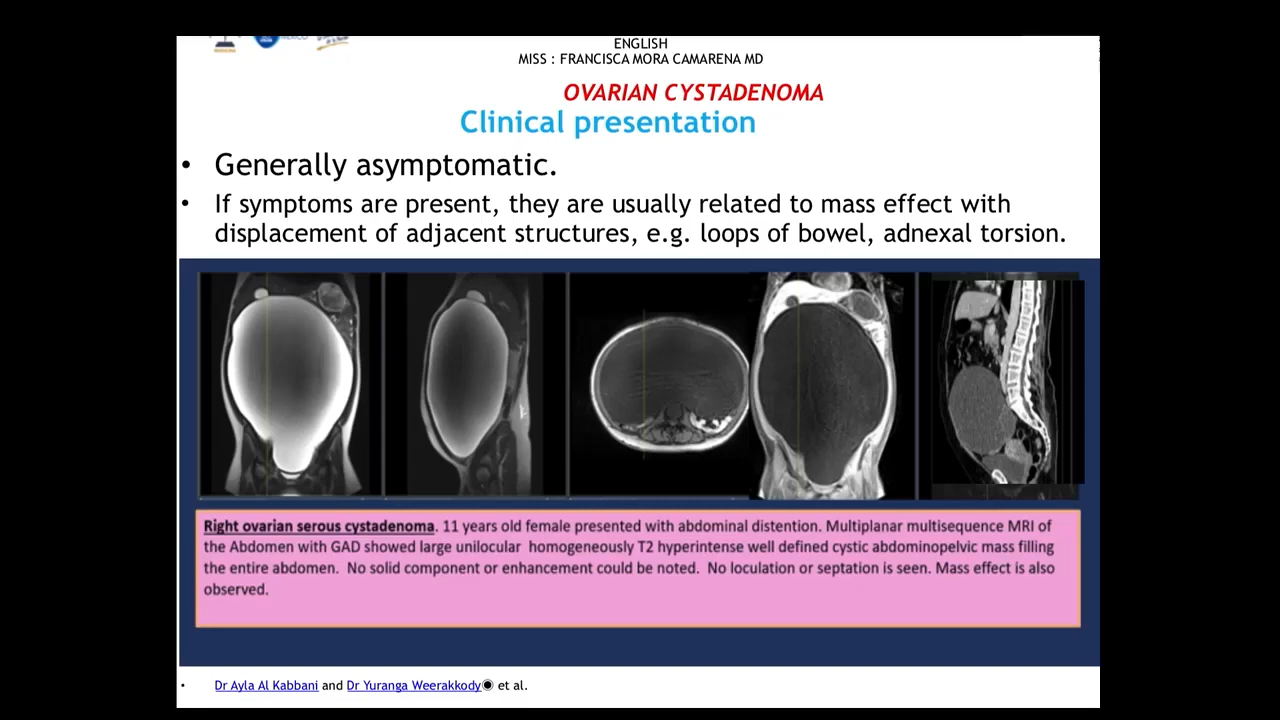 ENGLISH
MISS : FRANCISCA MORA CAMARENA MD
OVARIAN CYSTADENOMA
Clinical presentation
• Generally asymptomatic.
• If symptoms are present, they are usually related to mass effect with
displacement of adjacent structures, e.g. loops of bowel, adnexal torsion.
Right ovarian serous cystadenoma. 11 years old female presented with abdominal distention. Multiplanar multisequence MRI of
the Abdomen with GAD showed large unilocular homogeneously T2 hyperintense well defined cystic abdominopelvic mass filling
the entire abdomen. No solid component or enhancement could be noted. No loculation or septation is seen. Mass effect is also
observed.
• Dr Ayla Al Kabbani and Dr Yuranga Weerakkody◉ et al.